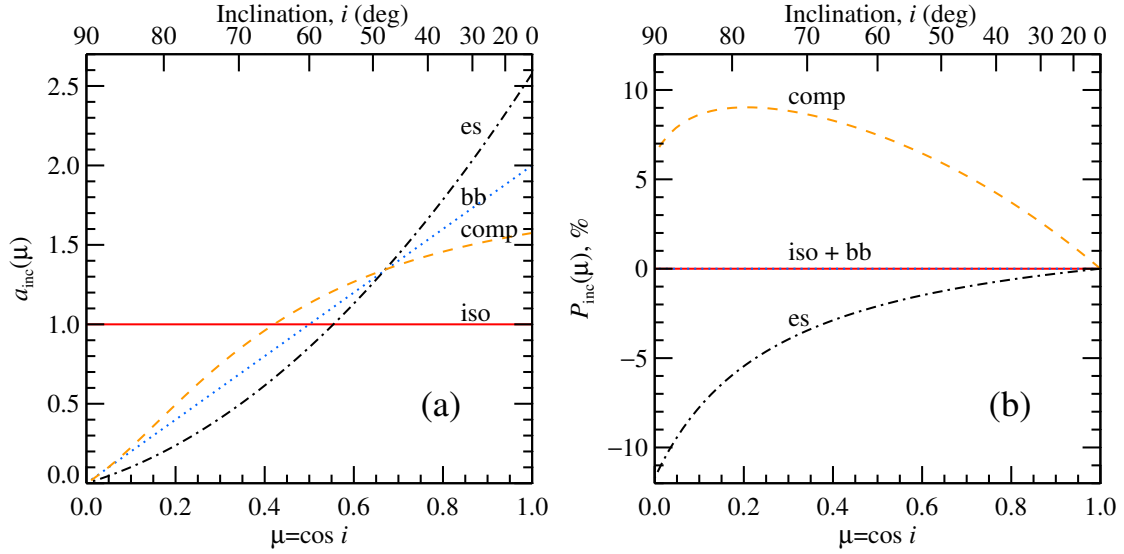 Inclination, i (deg)
90 80 70 60 50 40 30 20 0
2.5
2.0
1.5
1.0
0.5
0.0
a_inc(μ)
es
bb
comp
iso
(a)
0.0 0.2 0.4 0.6 0.8 1.0
μ=cos i
Inclination, i (deg)
90 80 70 60 50 40 30 20 0
10
5
0
−5
−10
P_inc(μ), %
comp
iso + bb
es
(b)
0.0 0.2 0.4 0.6 0.8 1.0
μ=cos i